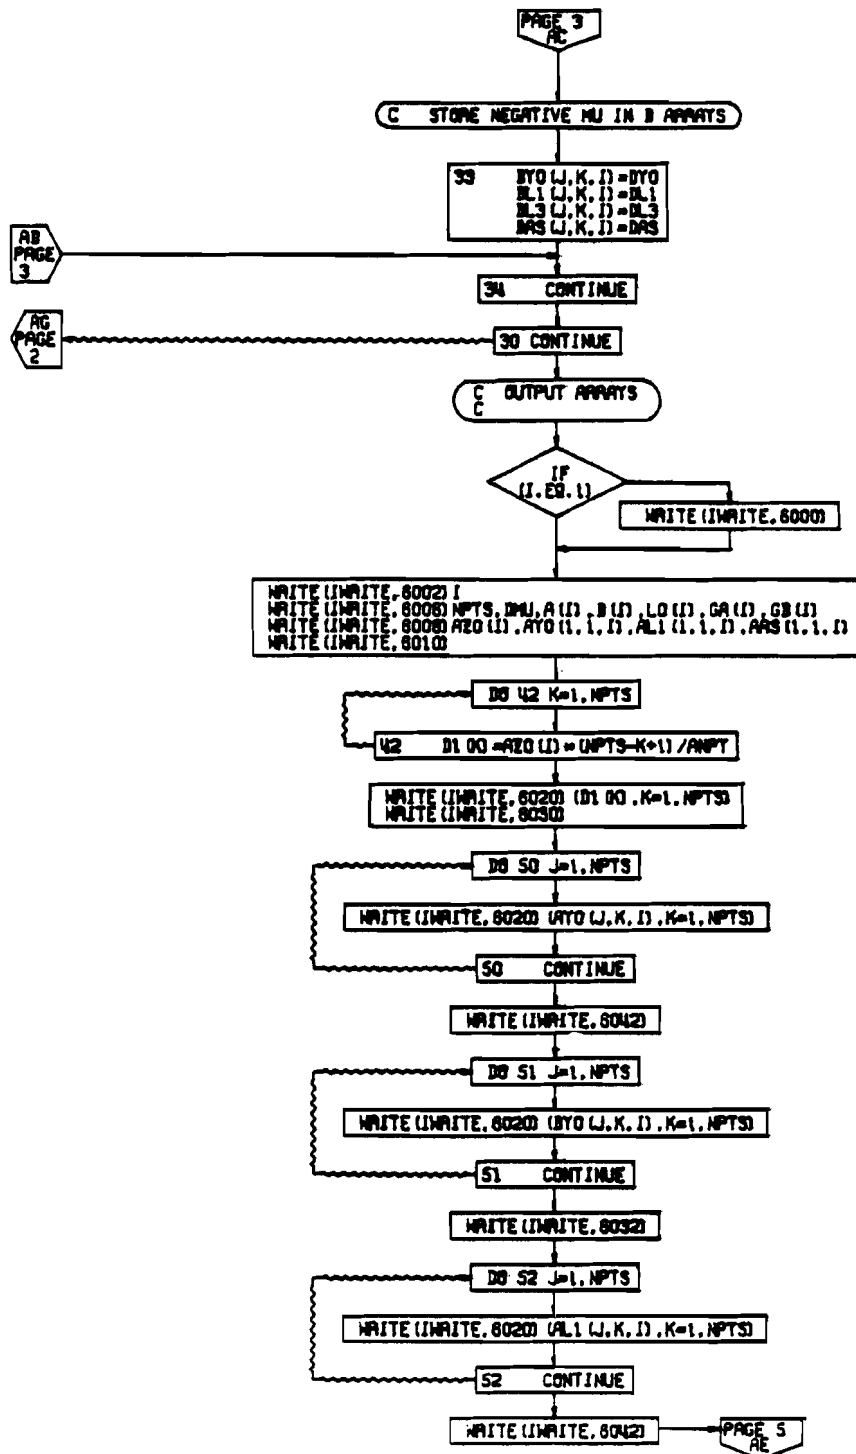 PAGE 3
AC
C STORE NEGATIVE MU IN B ARRAYS
33 BYO(J,K,I)=DYO
BL1(J,K,I)=DL1
BL3(J,K,I)=DL3
BAS(J,K,I)=DAS
AB
PAGE
3
34 CONTINUE
AG
PAGE
2
30 CONTINUE
C OUTPUT ARRAYS
C
IF
(I.EQ.1)
WRITE(IWRITE,6000)
WRITE(IWRITE,6002)I
WRITE(IWRITE,6006)NPTS,DMU,A(I),B(I),LO(I),GA(I),GB(I)
WRITE(IWRITE,6008)AZO(I),AYO(1,1,I),AL1(1,1,I),AAS(1,1,I)
WRITE(IWRITE,6010)
DO 42 K=1,NPTS
42 D1(K)=AZO(I)*(NPTS-K+1)/ANPT
WRITE(IWRITE,6020)(D1(K),K=1,NPTS)
WRITE(IWRITE,6030)
DO 50 J=1,NPTS
WRITE(IWRITE,6020)(AYO(J,K,I),K=1,NPTS)
50 CONTINUE
WRITE(IWRITE,6042)
DO 51 J=1,NPTS
WRITE(IWRITE,6020)(BYO(J,K,I),K=1,NPTS)
51 CONTINUE
WRITE(IWRITE,6032)
DO 52 J=1,NPTS
WRITE(IWRITE,6020)(AL1(J,K,I),K=1,NPTS)
52 CONTINUE
WRITE(IWRITE,6042)
PAGE 5
AE